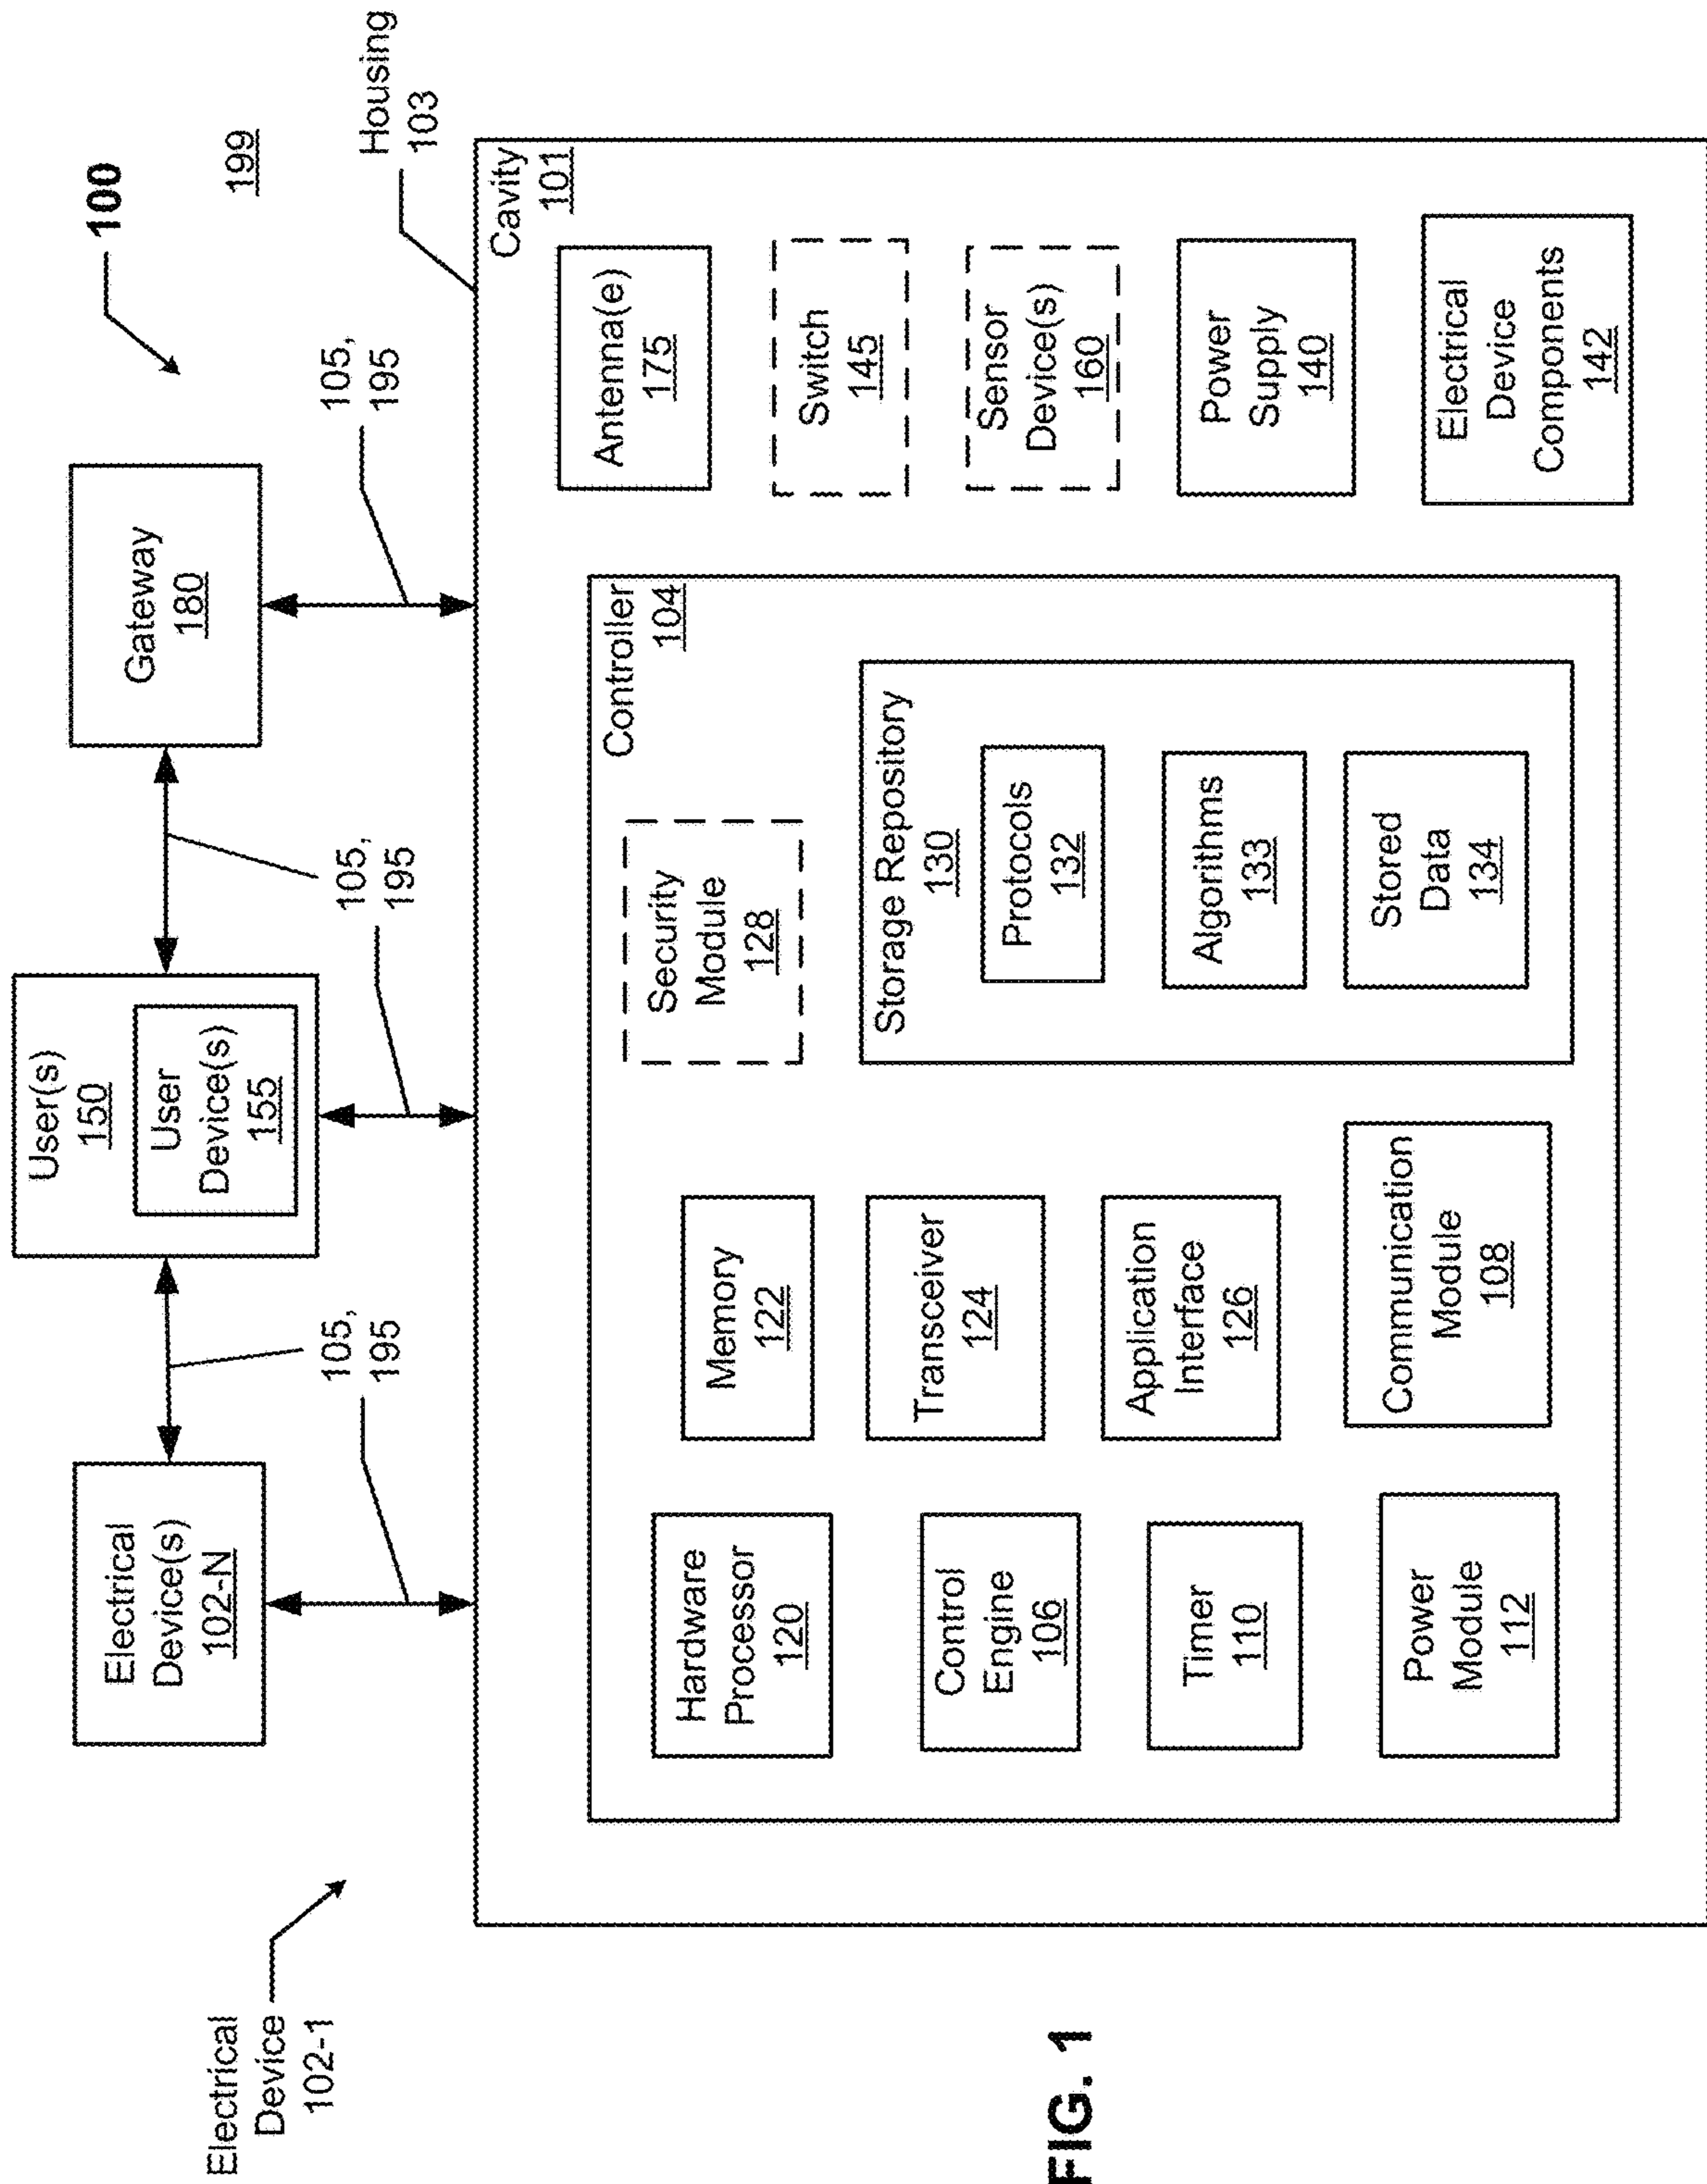 100
199
Electrical
Device(s)
102-N
User(s)
150
User
Device(s)
155
Gateway
180
105,
195
105,
195
105,
195
Electrical
Device
102-1
Housing
103
Cavity
101
Controller
104
Hardware
Processor
120
Control
Engine
106
Timer
110
Power
Module
112
Memory
122
Transceiver
124
Application
Interface
126
Communication
Module
108
Security
Module
128
Storage Repository
130
Protocols
132
Algorithms
133
Stored
Data
134
Antenna(e)
175
Switch
145
Sensor
Device(s)
160
Power
Supply
140
Electrical
Device
Components
142
FIG. 1